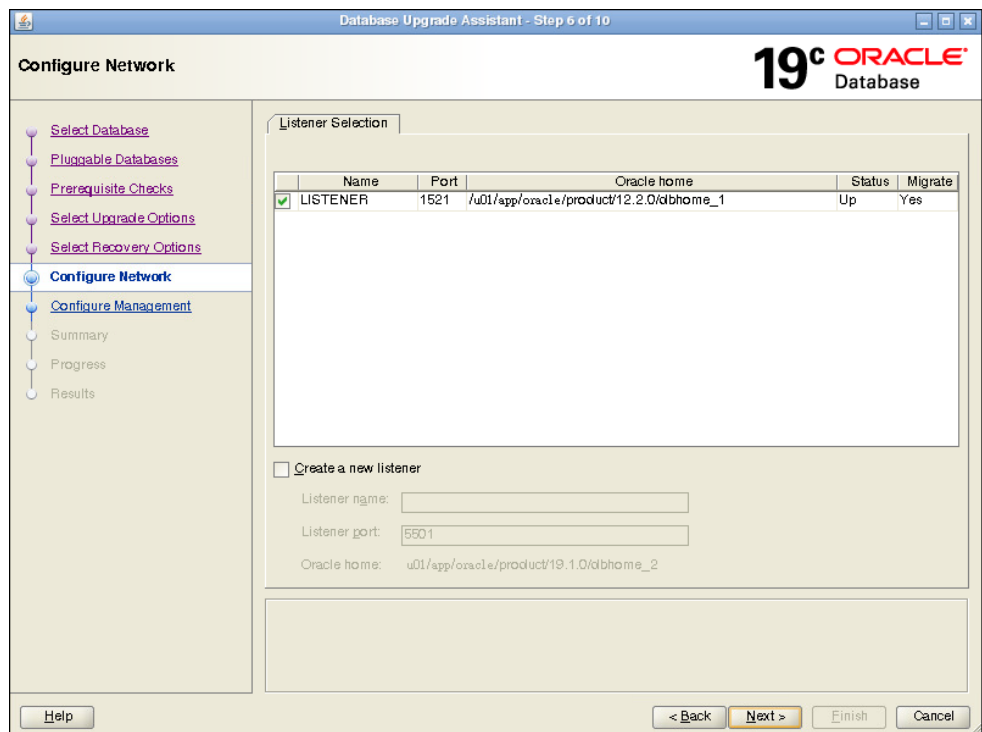 Database Upgrade Assistant - Step 6 of 10
Configure Network
19c ORACLE
Database
Select Database
Pluggable Databases
Prerequisite Checks
Select Upgrade Options
Select Recovery Options
Configure Network
Configure Management
Summary
Progress
Results
Listener Selection
Name Port Oracle home Status Migrate
LISTENER 1521 /u01/app/oracle/product/12.2.0/dbhome_1 Up Yes
Create a new listener
Listener name:
Listener port: 5501
Oracle home: u01/app/oracle/product/19.1.0/dbhome_2
Help < Back Next > Finish Cancel